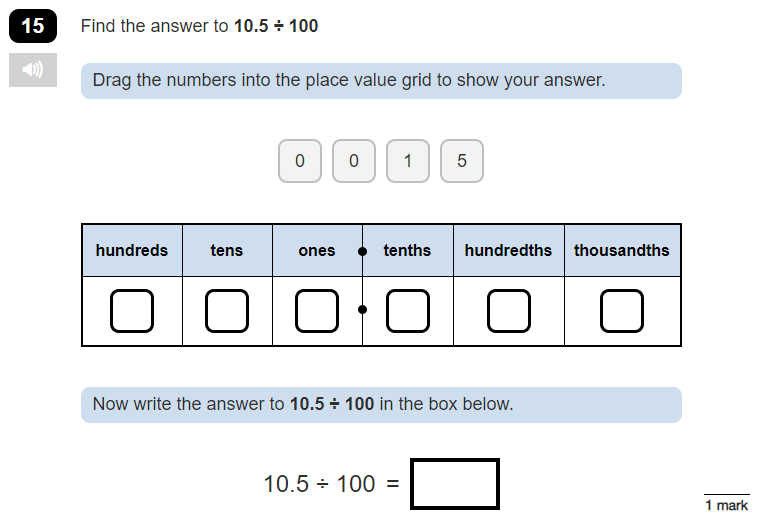 15 Find the answer to 10.5 ÷ 100
Drag the numbers into the place value grid to show your answer.
0 0 1 5
hundreds tens ones • tenths hundredths thousandths
•
Now write the answer to 10.5 ÷ 100 in the box below.
10.5 ÷ 100 =
1 mark